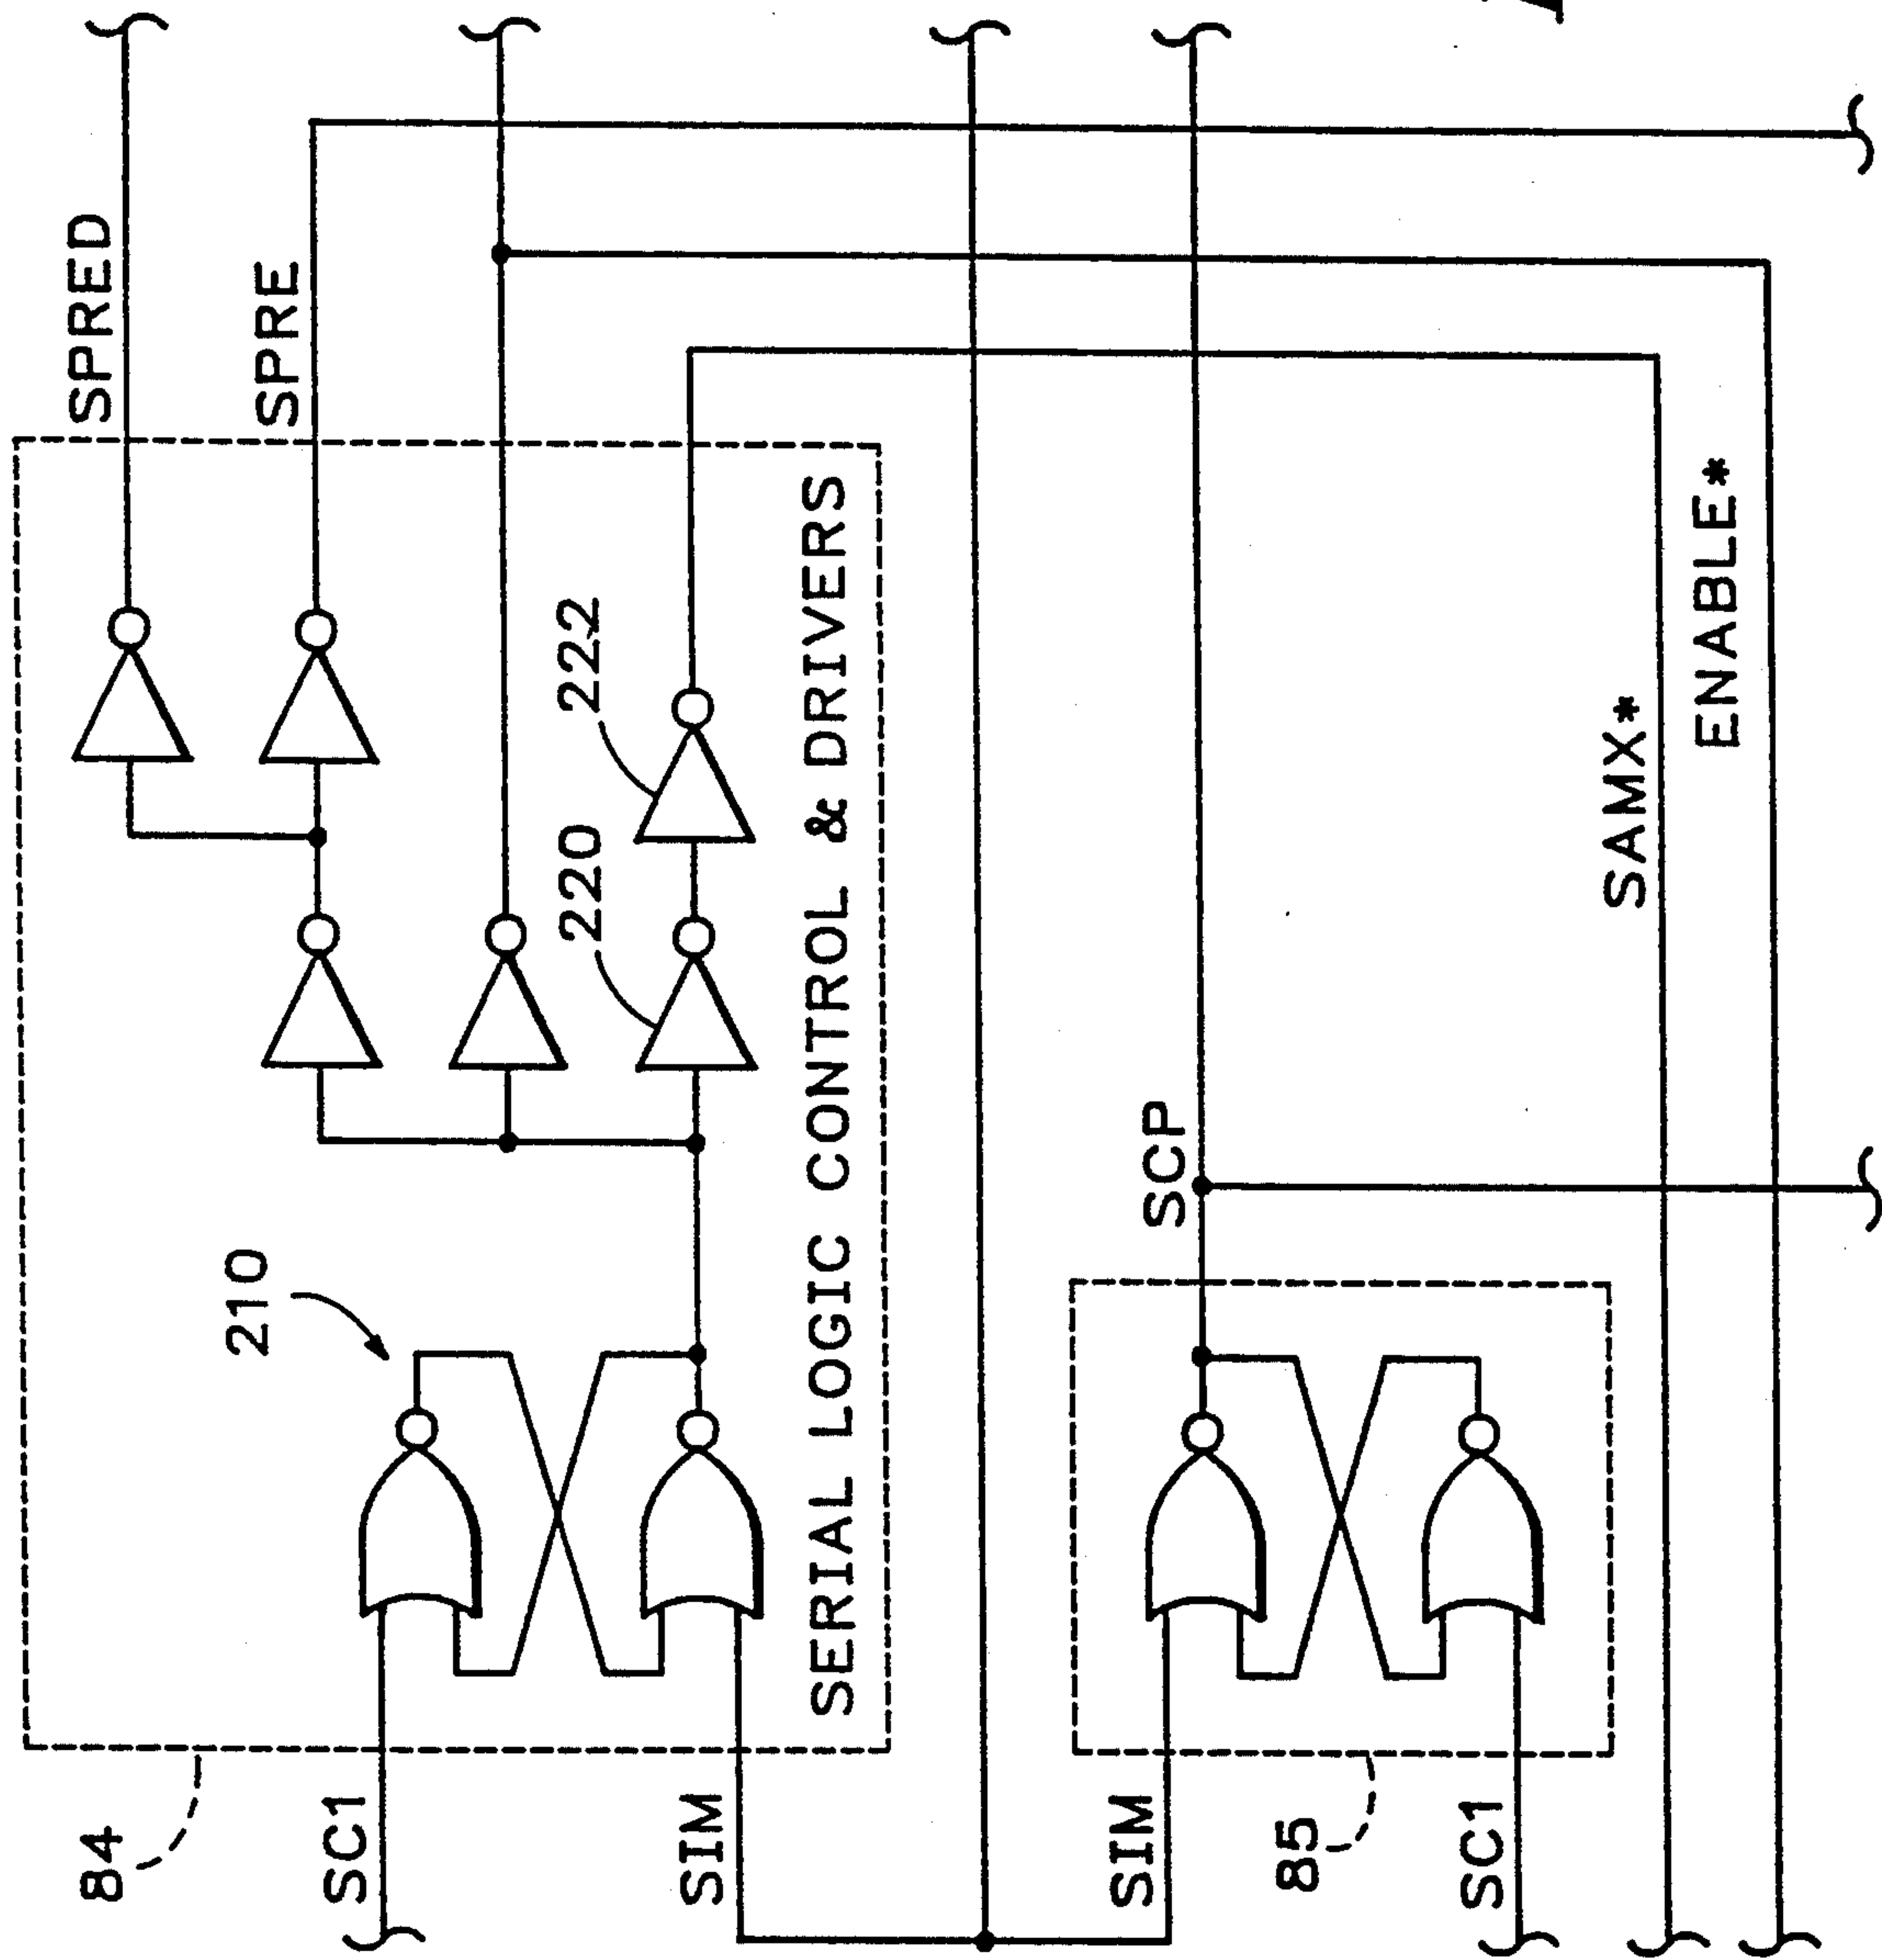 84
SC1
SIM
210
SPRED
SPRE
220
222
SERIAL LOGIC CONTROL & DRIVERS
SIM
85
SC1
SCP
SAMX*
ENABLE*